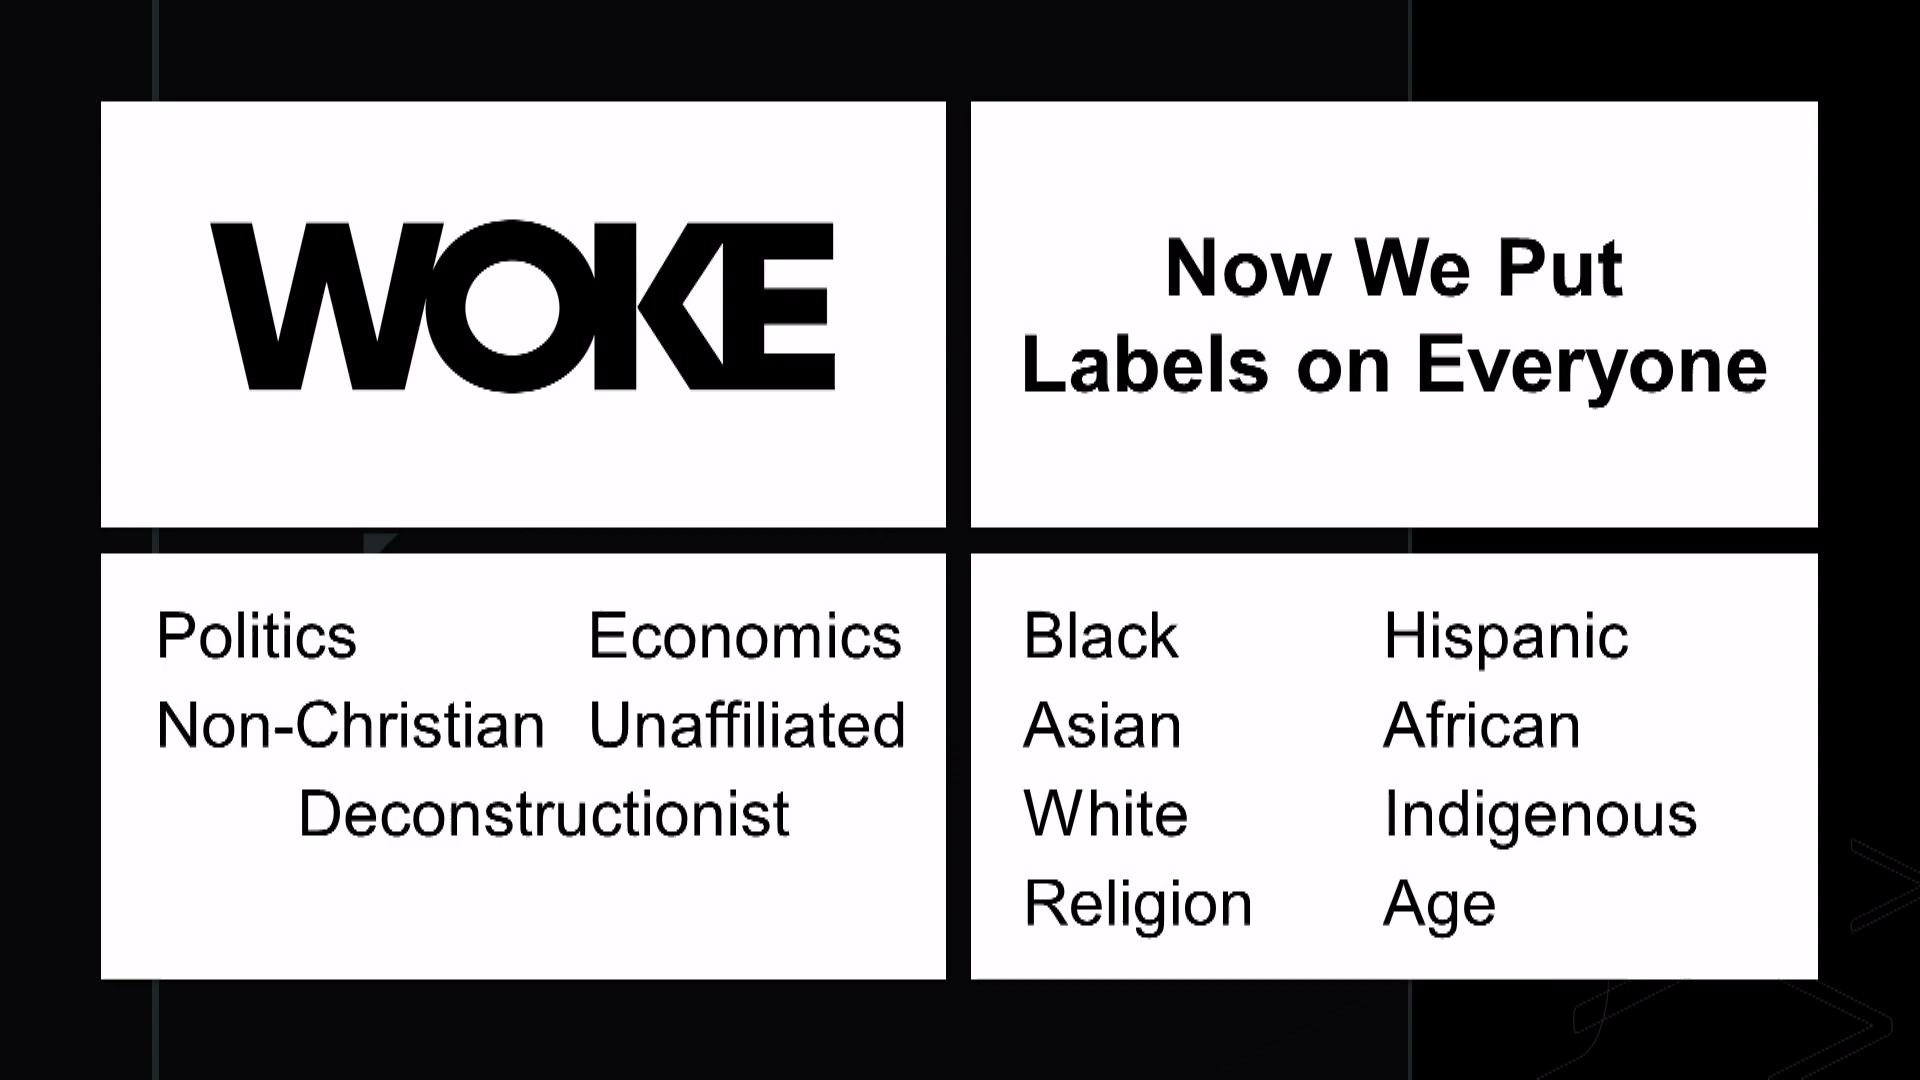 WOKE
Now We Put
Labels on Everyone
Politics Economics
Non-Christian Unaffiliated
Deconstructionist
Black Hispanic
Asian African
White Indigenous
Religion Age